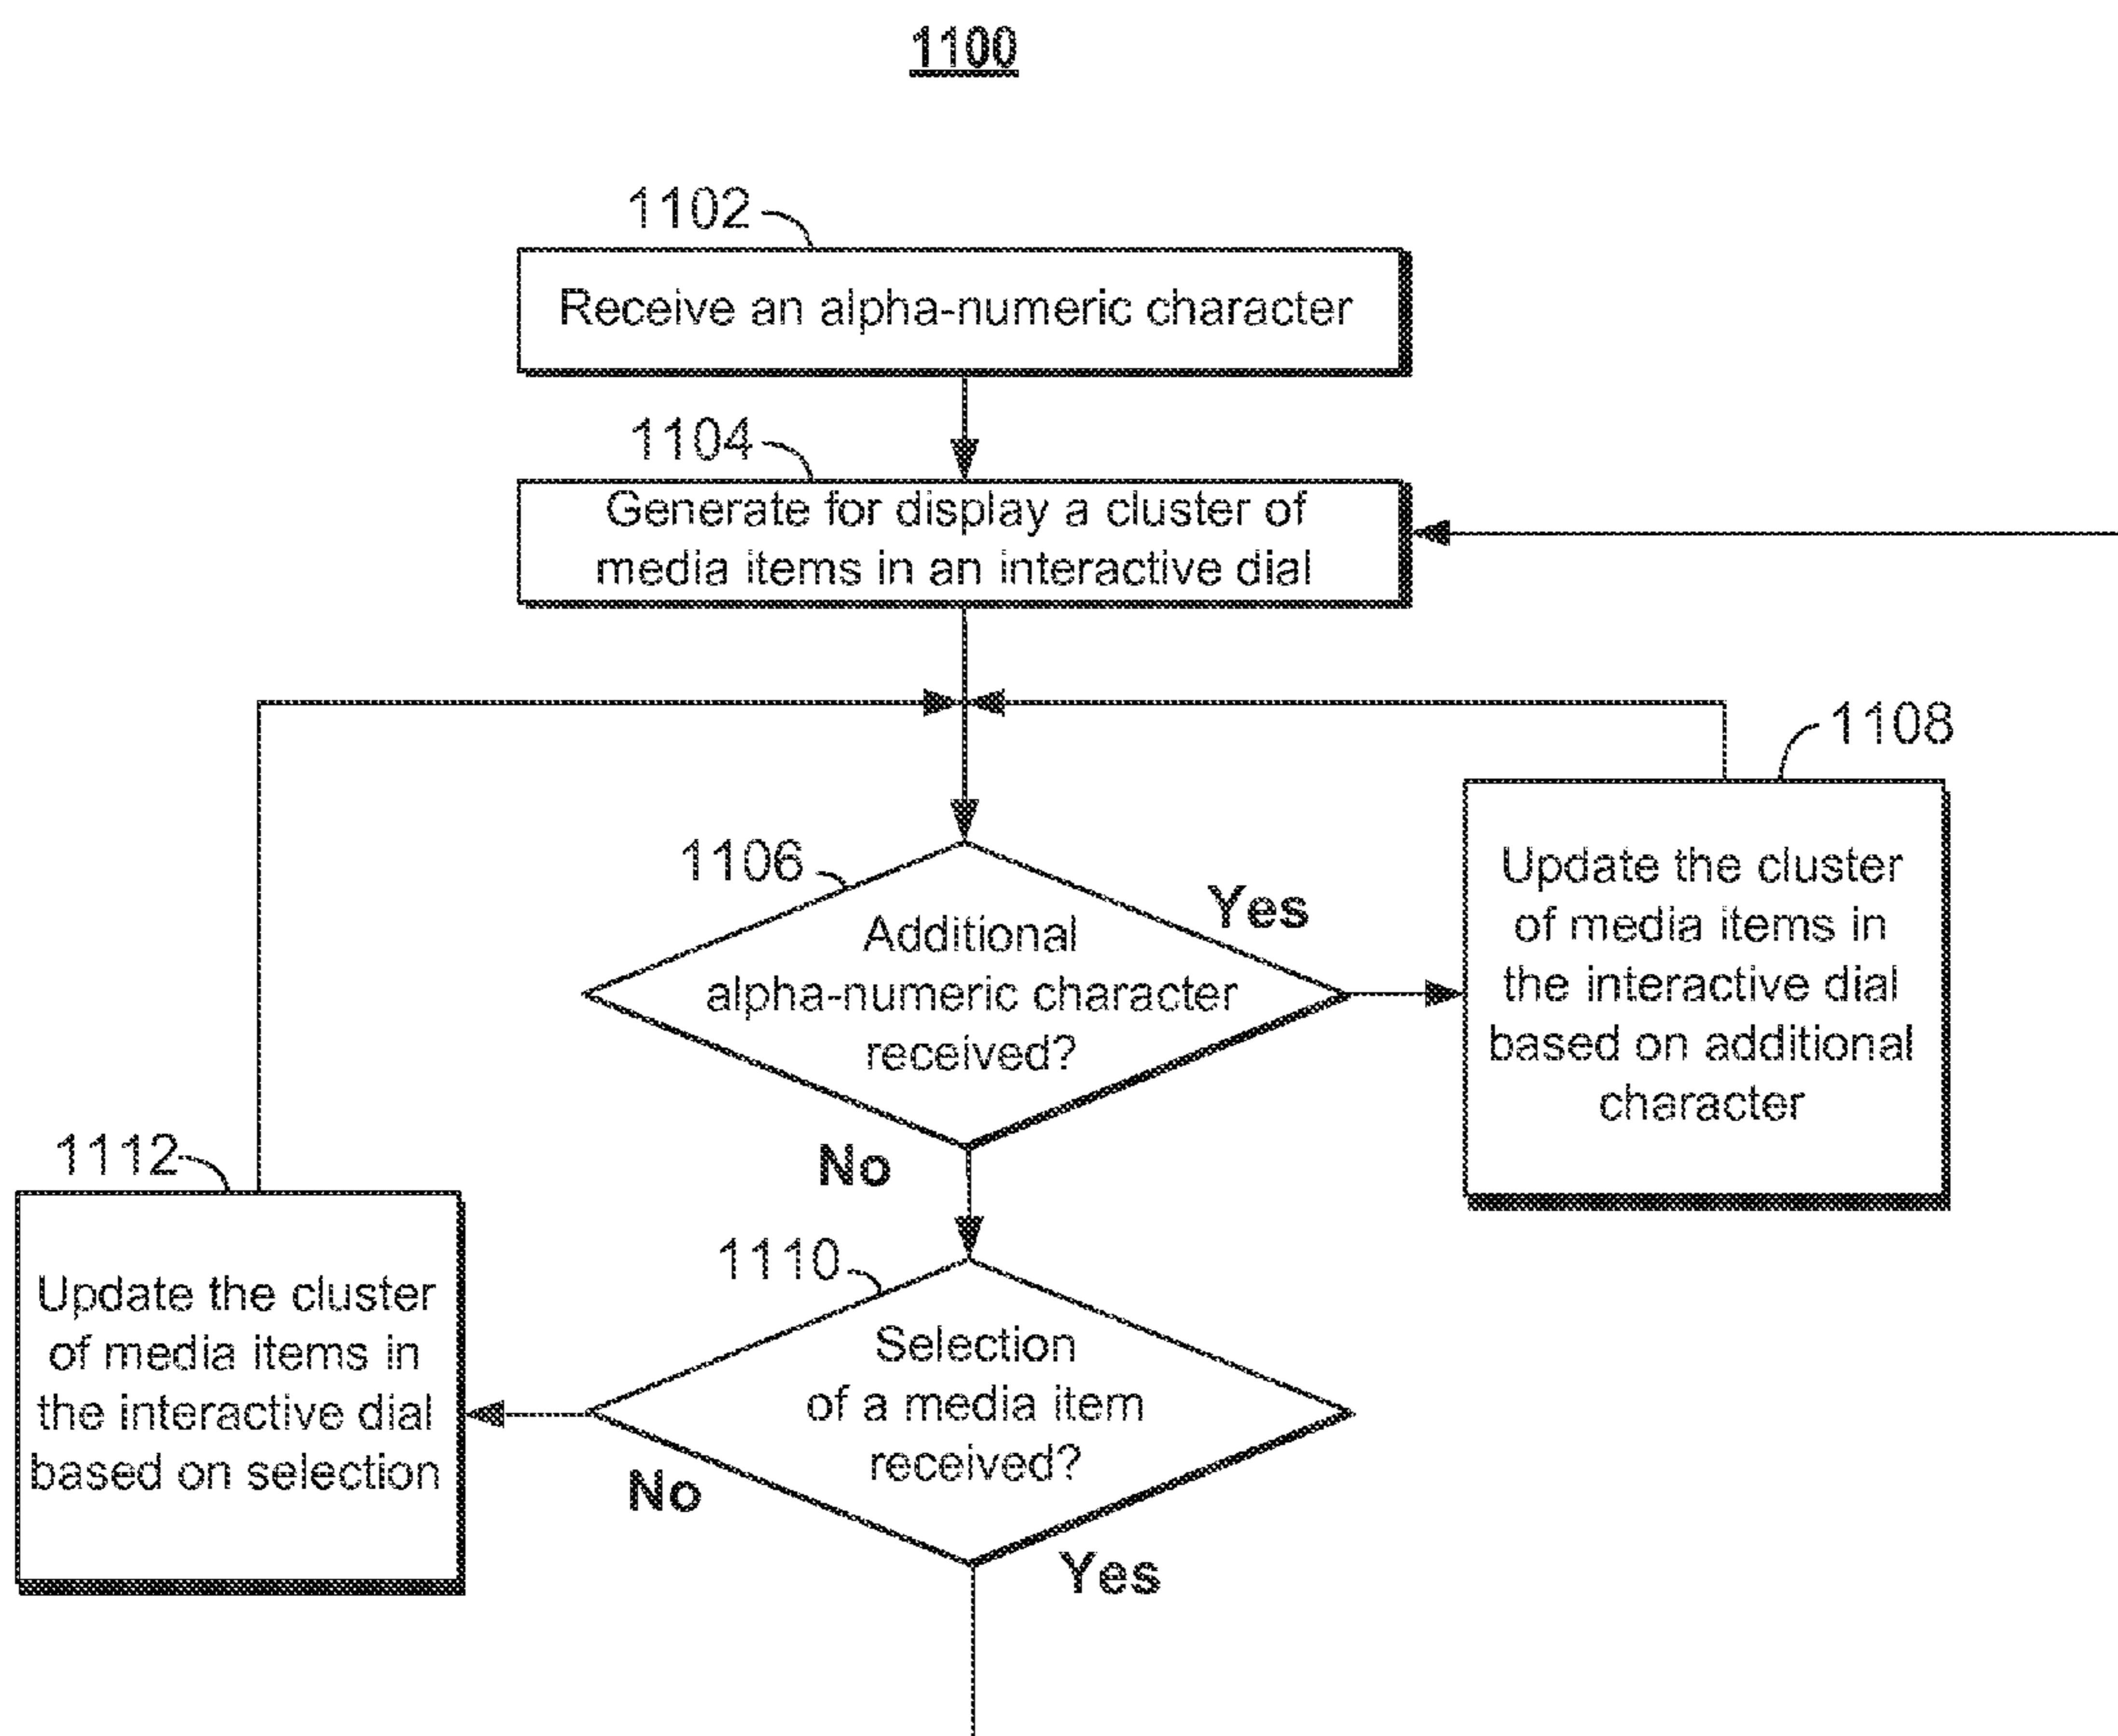 1100
1102
Receive an alpha-numeric character
1104
Generate for display a cluster of
media items in an interactive dial
1108
1106
Yes
Additional
alpha-numeric character
received?
Update the cluster
of media items in
the interactive dial
based on additional
character
No
1112
1110
Update the cluster
of media items in
the interactive dial
based on selection
Selection
of a media item
received?
No
Yes